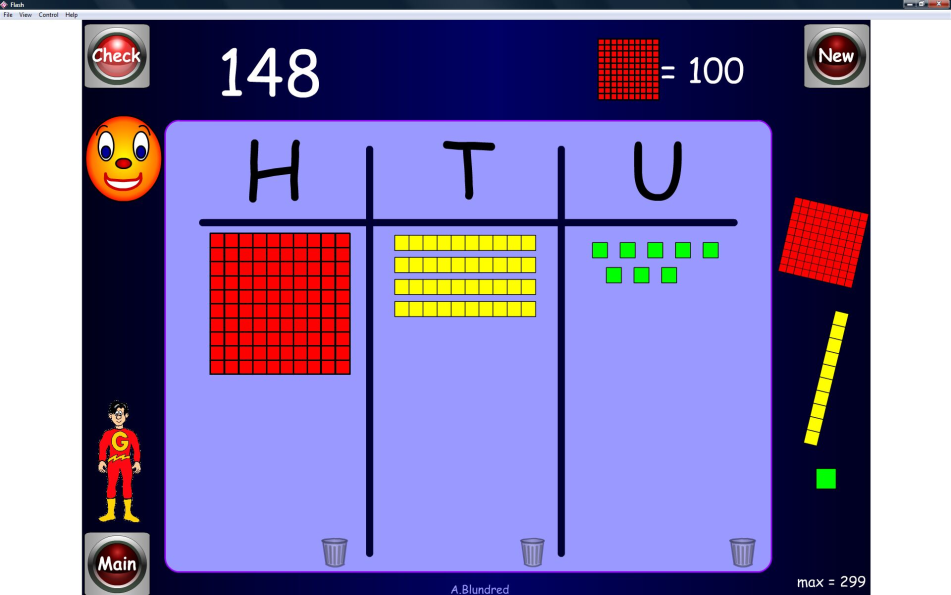 Flash
File View Control Help
Check
148
= 100
New
H T U
G
Main
A.Blundred
max = 299